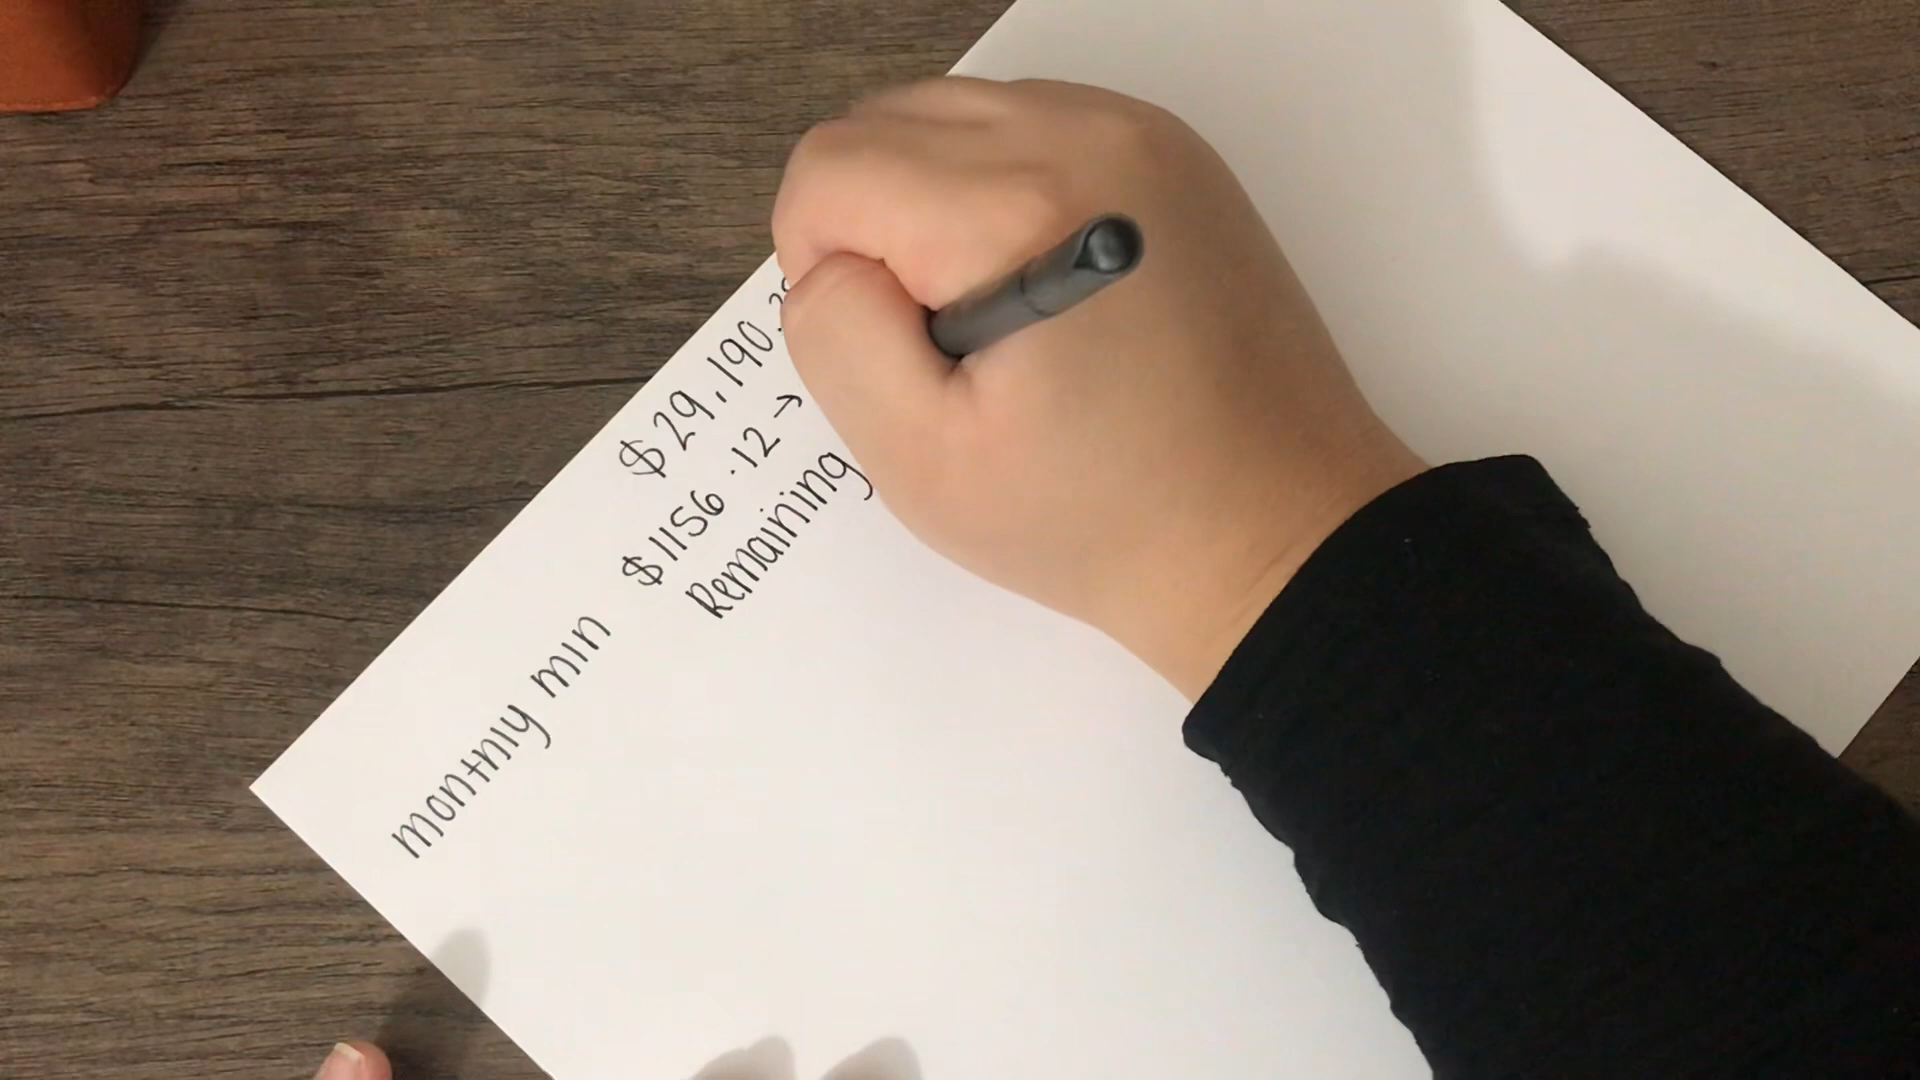 $29,190.
monthly min $1156 · 12 →
Remaining